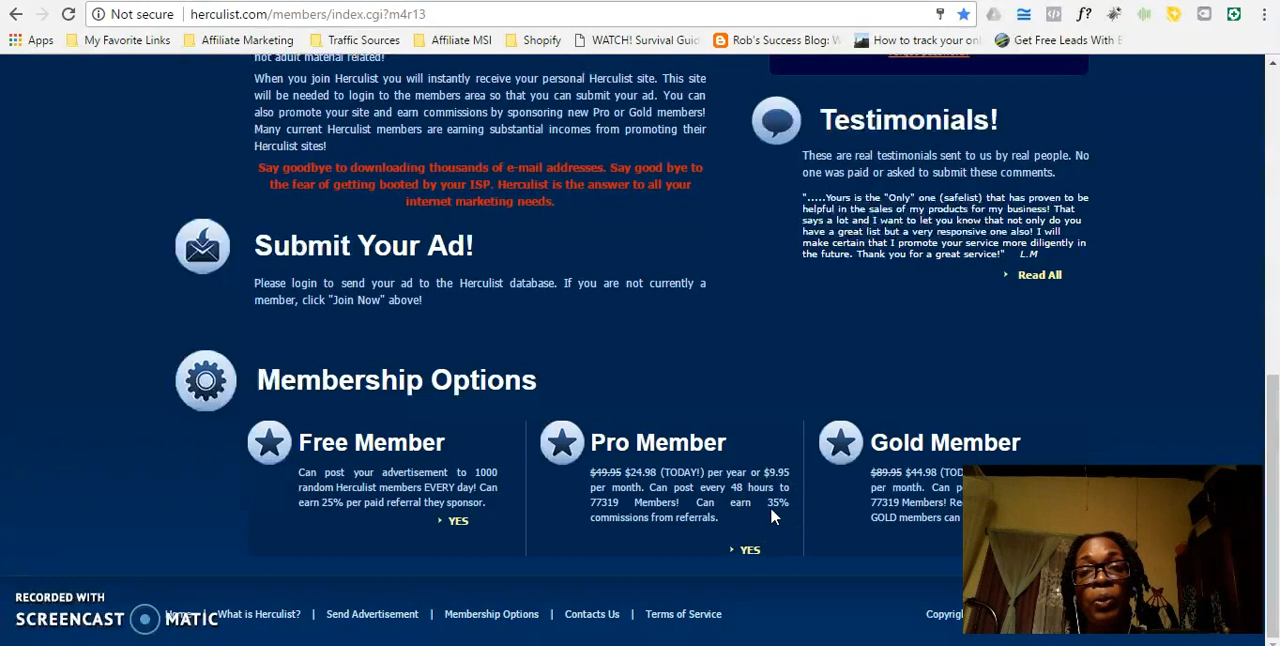 Not secure | herculist.com/members/index.cgi?m4r13
Apps My Favorite Links Affiliate Marketing Traffic Sources Affiliate MSI Shopify WATCH! Survival Guid Rob's Success Blog: How to track your onl Get Free Leads With
not adult material related!
When you join Herculist you will instantly receive your personal Herculist site. This site
will be needed to login to the members area so that you can submit your ad. You can
also promote your site and earn commissions by sponsoring new Pro or Gold members!
Many current Herculist members are earning substantial incomes from promoting their
Herculist sites!
Say goodbye to downloading thousands of e-mail addresses. Say good bye to
the fear of getting booted by your ISP. Herculist is the answer to all your
internet marketing needs.
Submit Your Ad!
Please login to send your ad to the Herculist database. If you are not currently a
member, click "Join Now" above!
Testimonials!
These are real testimonials sent to us by real people. No
one was paid or asked to submit these comments.
".....Yours is the "Only" one (safelist) that has proven to be
helpful in the sales of my products for my business! That
says a lot and I want to let you know that not only do you
have a great list but a very responsive one also! I will
make certain that I promote your service more diligently in
the future. Thank you for a great service!" L.M
Read All
Membership Options
Free Member
Can post your advertisement to 1000
random Herculist members EVERY day! Can
earn 25% per paid referral they sponsor.
YES
Pro Member
$49.95 $24.98 (TODAY!) per year or $9.95
per month. Can post every 48 hours to
77319 Members! Can earn 35%
commissions from referrals.
YES
Gold Member
$89.95 $44.98 (TOD
per month. Can p
77319 Members! Re
GOLD members can
RECORDED WITH
SCREENCAST MATIC
Home | What is Herculist? | Send Advertisement | Membership Options | Contacts Us | Terms of Service
Copyrig